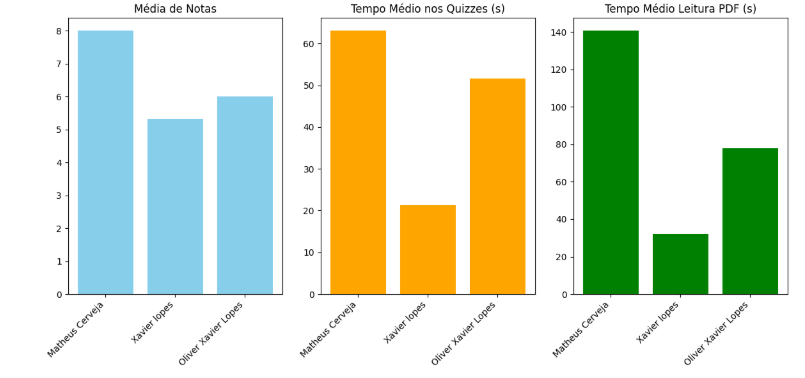 Média de Notas
8
7
6
5
4
3
2
1
0
Matheus Cerveja
Xavier lopes
Oliver Xavier Lopes
Tempo Médio nos Quizzes (s)
60
50
40
30
20
10
0
Matheus Cerveja
Xavier lopes
Oliver Xavier Lopes
Tempo Médio Leitura PDF (s)
140
120
100
80
60
40
20
0
Matheus Cerveja
Xavier lopes
Oliver Xavier Lopes